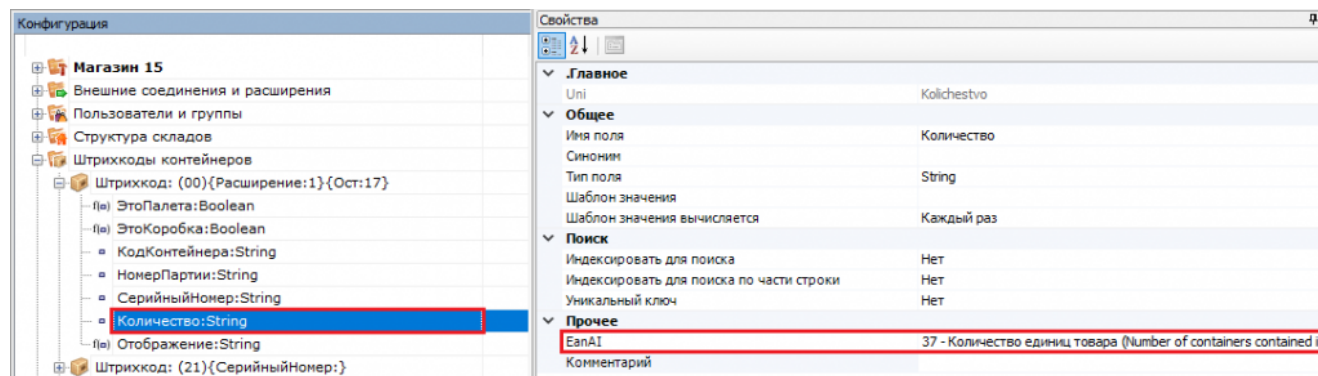 Конфигурация
Магазин 15
Внешние соединения и расширения
Пользователи и группы
Структура складов
Штрихкоды контейнеров
Штрихкод: (00){Расширение:1}{Ост:17}
f(a) ЭтоПалета:Boolean
f(a) ЭтоКоробка:Boolean
КодКонтейнера:String
НомерПартии:String
СерийныйНомер:String
Количество:String
f(a) Отображение:String
Штрихкод: (21){СерийныйНомер:}
Свойства
.Главное
Uni Kolichestvo
Общее
Имя поля Количество
Синоним
Тип поля String
Шаблон значения
Шаблон значения вычисляется Каждый раз
Поиск
Индексировать для поиска Нет
Индексировать для поиска по части строки Нет
Уникальный ключ Нет
Прочее
EanAI 37 - Количество единиц товара (Number of containers contained i
Комментарий